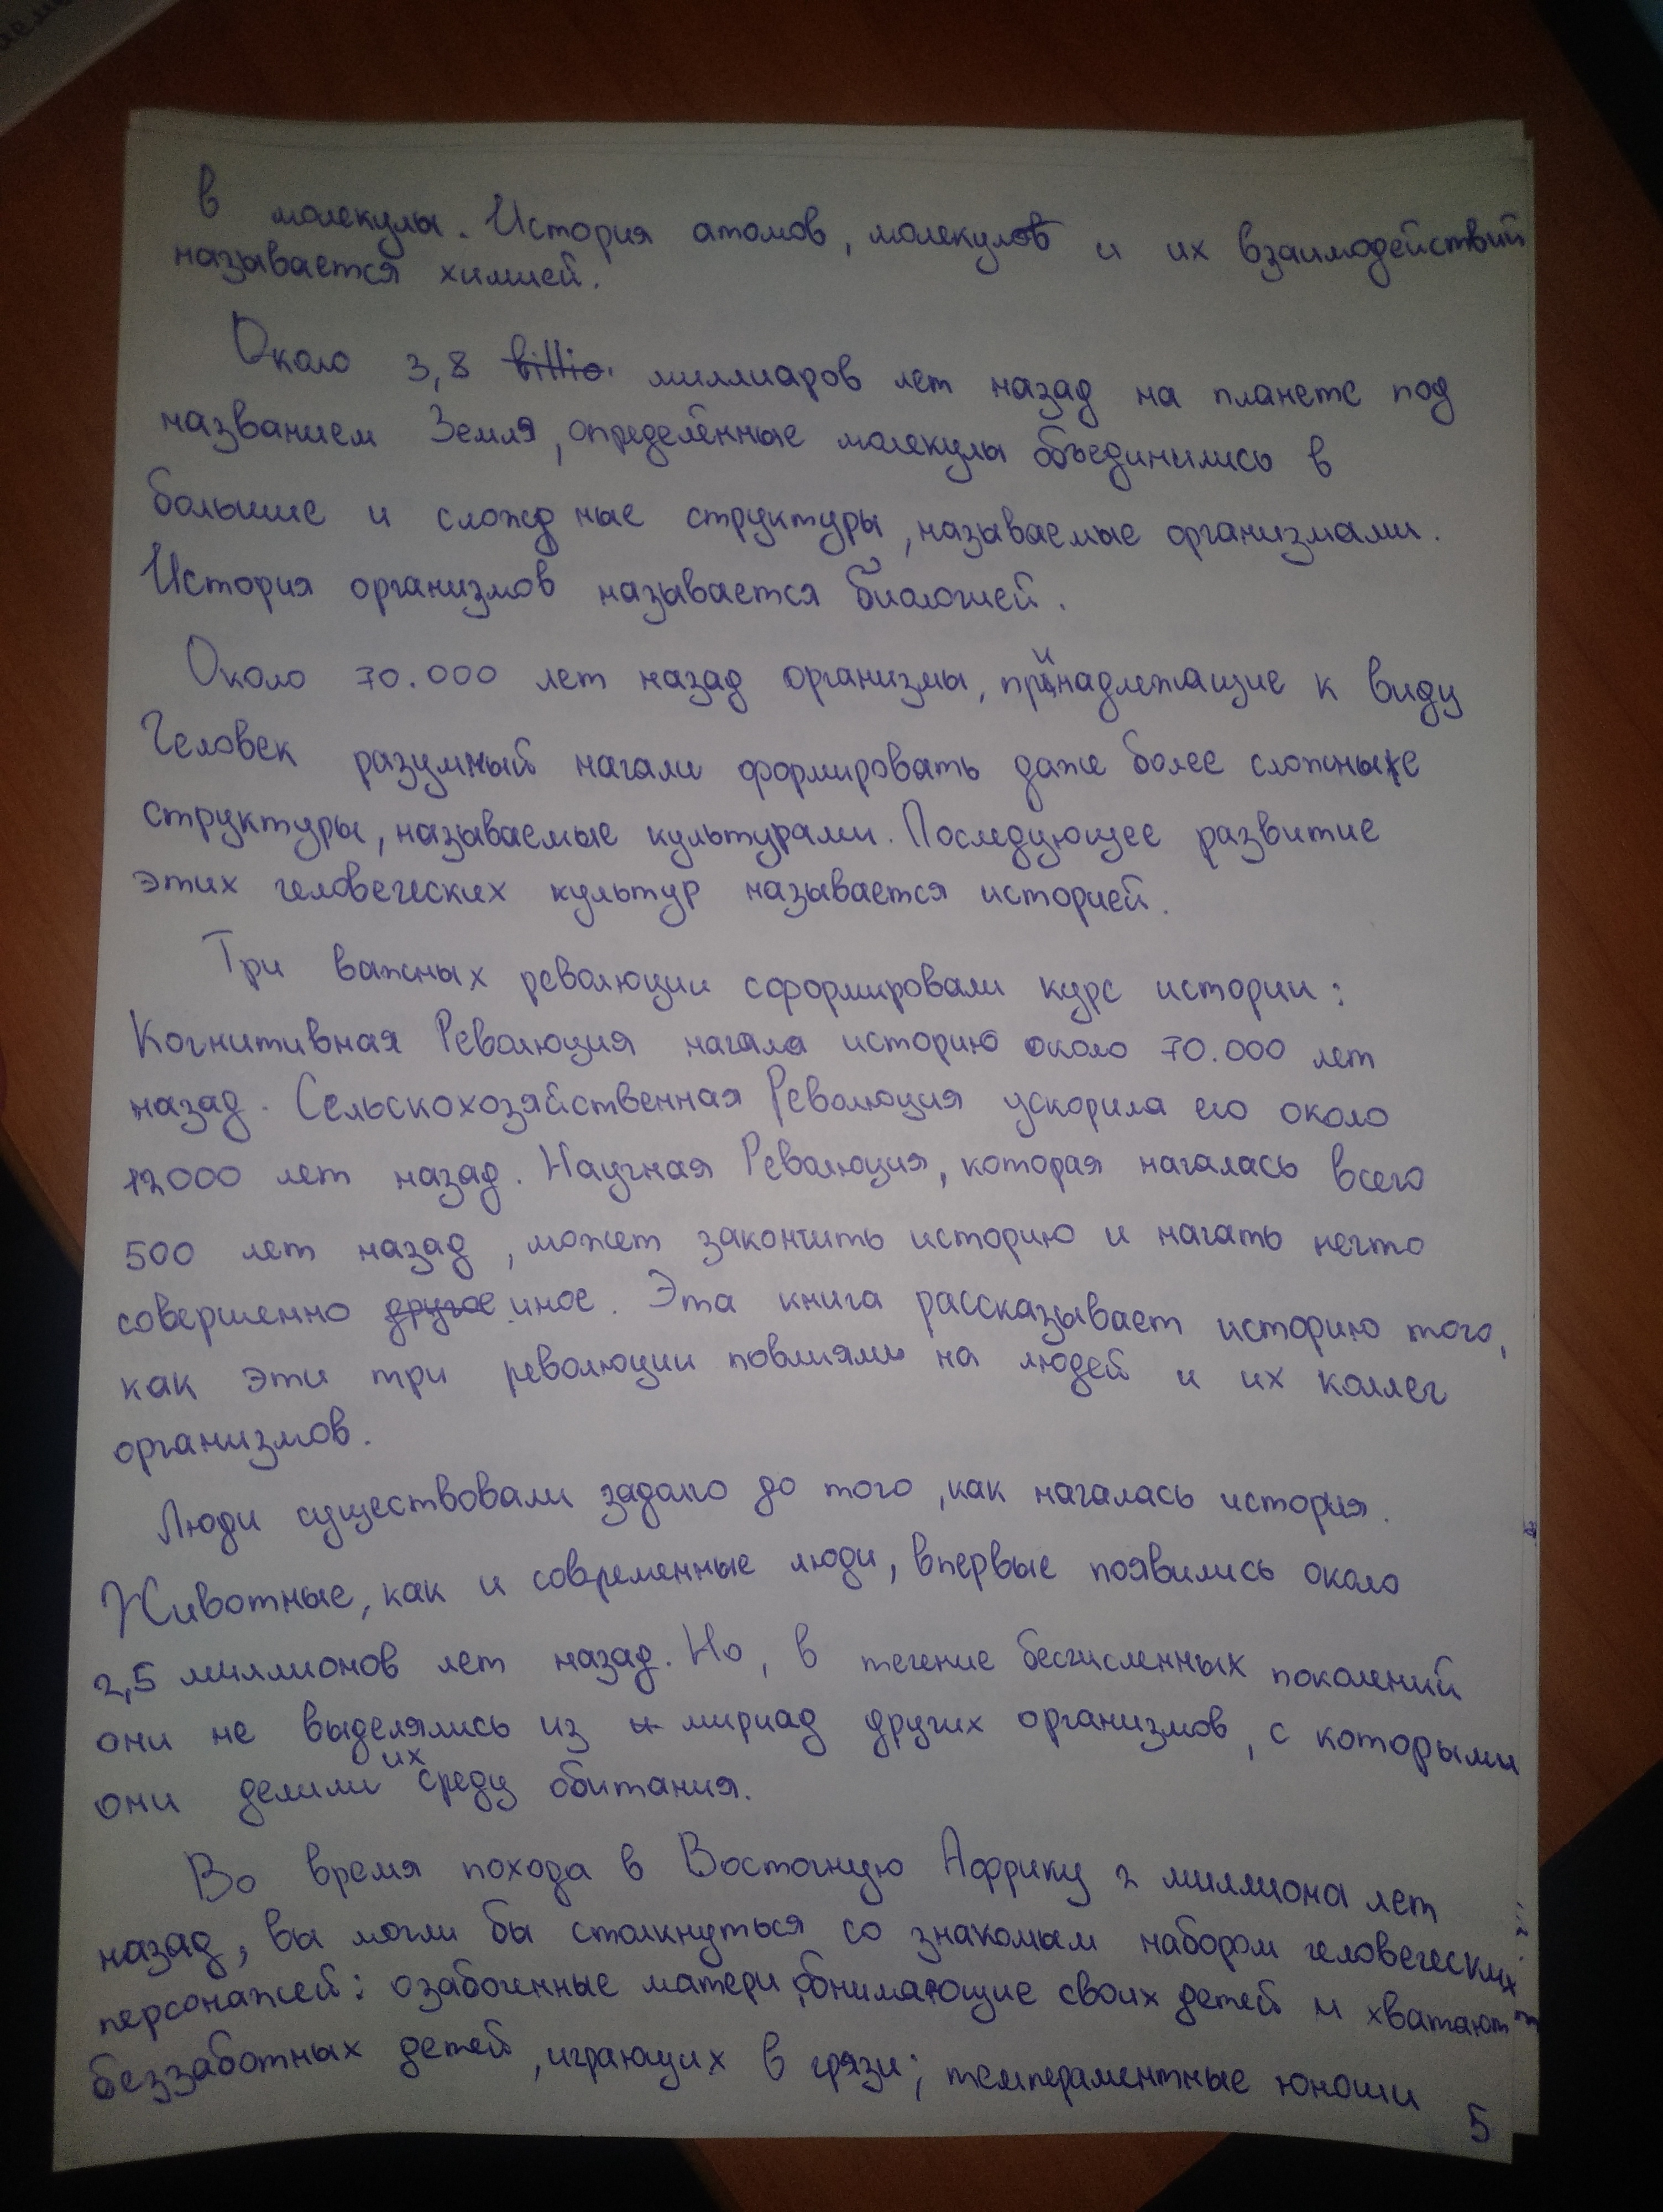 в молекулы. История атомов, молекулов и их взаимодействий
называется химией.
Около 3,8 billio миллиаров лет назад на планете под
названием Земля, определённые молекулы объединились в
большие и сложные структуры, называемые организмами.
История организмов называется биологией.
Около 70.000 лет назад организмы, принадлежащие к виду
Человек разумный начали формировать даже более сложные
структуры, называемые культурами. Последующее развитие
этих человеческих культур называется историей.
Три важных революции сформировали курс истории:
Когнитивная Революция начала историю около 70.000 лет
назад. Сельскохозяйственная Революция ускорила его около
12000 лет назад. Научная Революция, которая началась всего
500 лет назад, может закончить историю и начать нечто
совершенно другое иное. Эта книга рассказывает историю того,
как эти три революции повлияли на людей и их коллег
организмов.
Люди существовали задолго до того, как началась история.
Животные, как и современные люди, впервые появились около
2,5 миллионов лет назад. Но, в течение бесчисленных поколений
они не выделялись из и мириад других организмов, с которыми
они делили их среду обитания.
Во время похода в Восточную Африку 2 миллиона лет
назад, вы могли бы столкнуться со знакомым набором человеческих
персонажей: озабоченные матери, обнимающие своих детей и хватают
беззаботных детей, играющих в грязи; темпераментные юноши
5